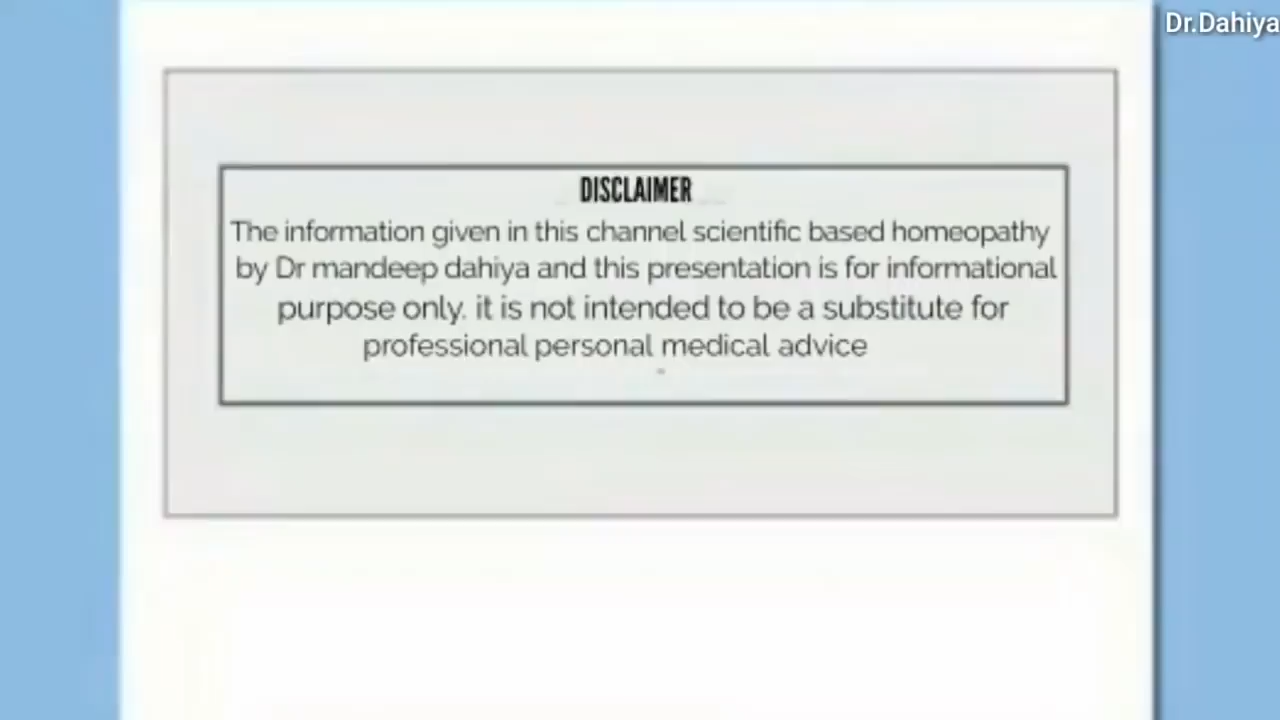 Dr.Dahiya
DISCLAIMER
The information given in this channel scientific based homeopathy
by Dr mandeep dahiya and this presentation is for informational
purpose only. it is not intended to be a substitute for
professional personal medical advice